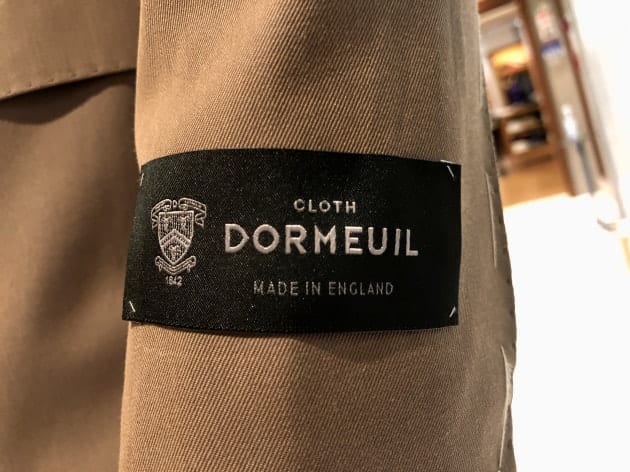 CLOTH
DORMEUIL
MADE IN ENGLAND
1842